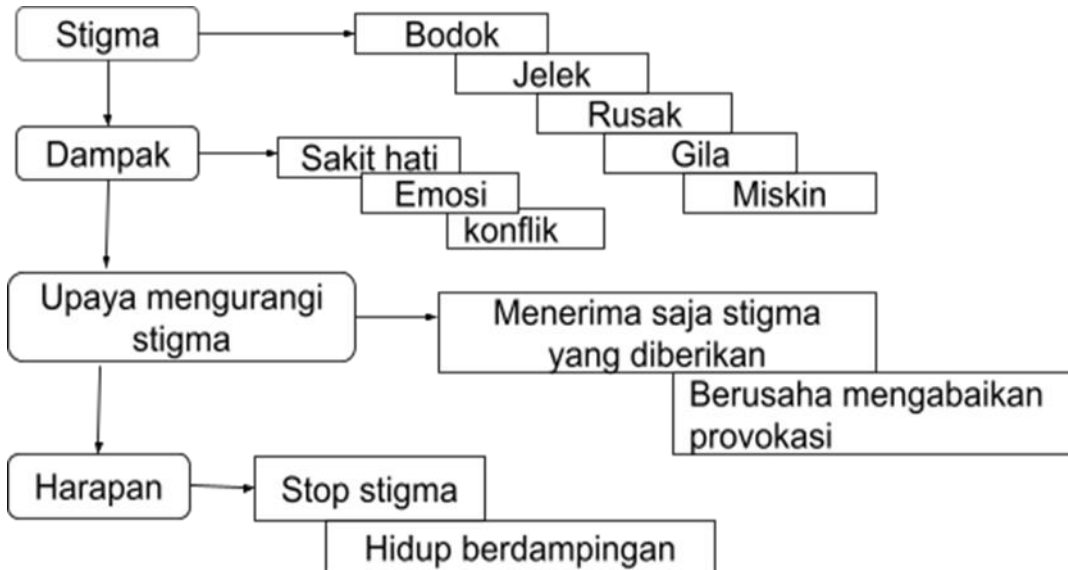 Stigma
Bodok
Jelek
Rusak
Gila
Miskin
Dampak
Sakit hati
Emosi
konflik
Upaya mengurangi
stigma
Menerima saja stigma
yang diberikan
Berusaha mengabaikan
provokasi
Harapan
Stop stigma
Hidup berdampingan